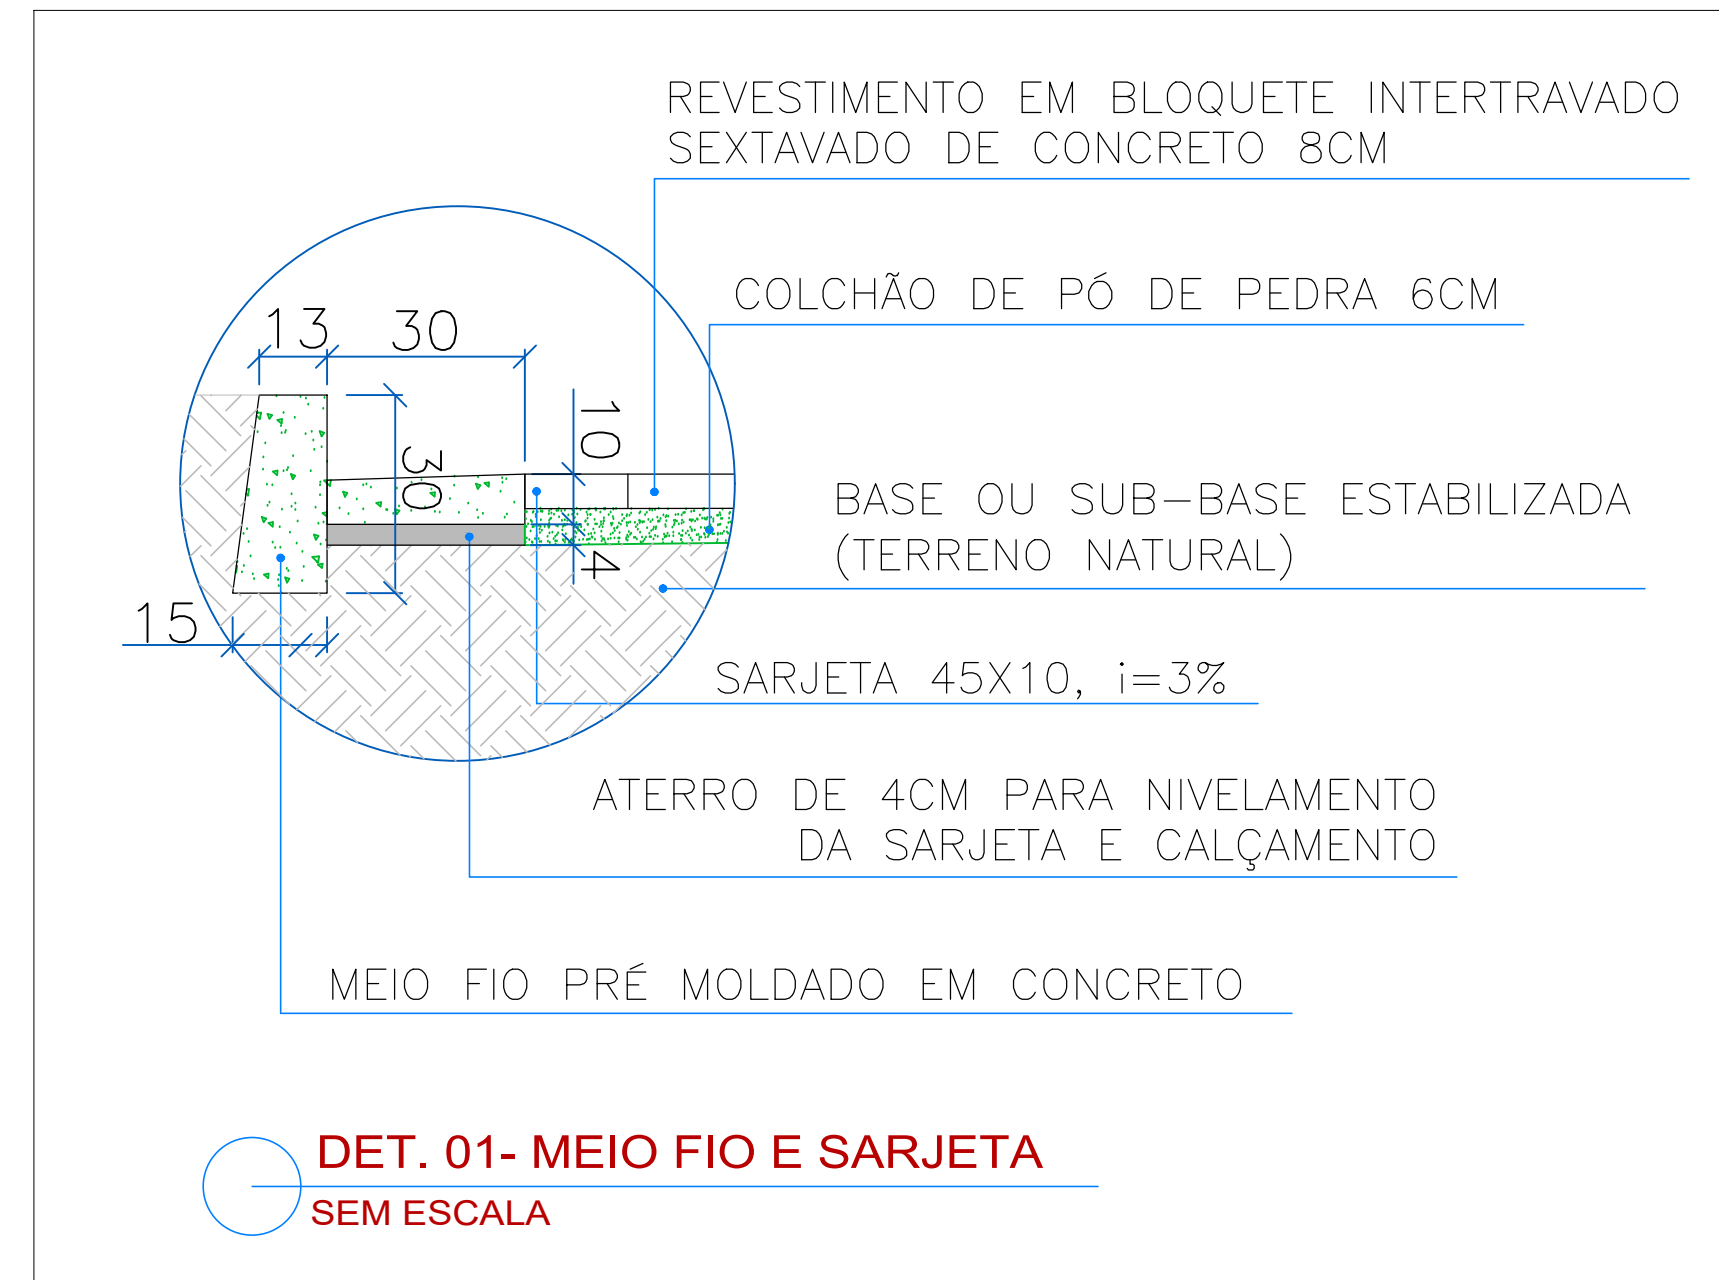 REVESTIMENTO EM BLOQUETE INTERTRAVADO
SEXTAVADO DE CONCRETO 8CM
COLCHÃO DE PÓ DE PEDRA 6CM
13
30
10
30
BASE OU SUB-BASE ESTABILIZADA
(TERRENO NATURAL)
4
15
SARJETA 45X10, i=3%
ATERRO DE 4CM PARA NIVELAMENTO
DA SARJETA E CALÇAMENTO
MEIO FIO PRÉ MOLDADO EM CONCRETO
DET. 01- MEIO FIO E SARJETA
SEM ESCALA